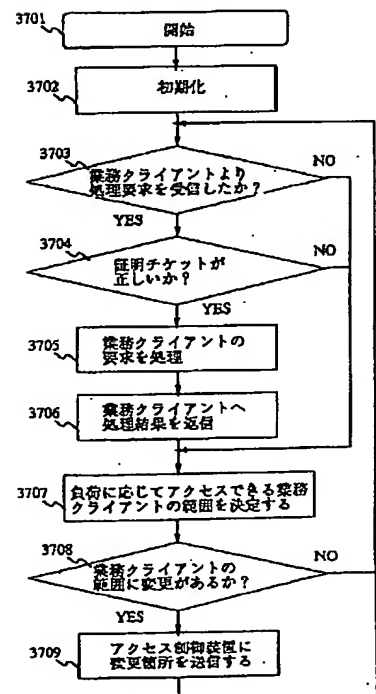 3701
開始
3702
初期化
3703
業務クライアントより
処理要求を受信したか?
NO
YES
3704
証明チケットが
正しいか?
NO
YES
3705
業務クライアントの
要求を処理
3706
業務クライアントへ
処理結果を返信
3707
負荷に応じてアクセスできる業務
クライアントの範囲を決定する
3708
業務クライアントの
範囲に変更があるか?
NO
YES
3709
アクセス制御装置に
変更箇所を送信する